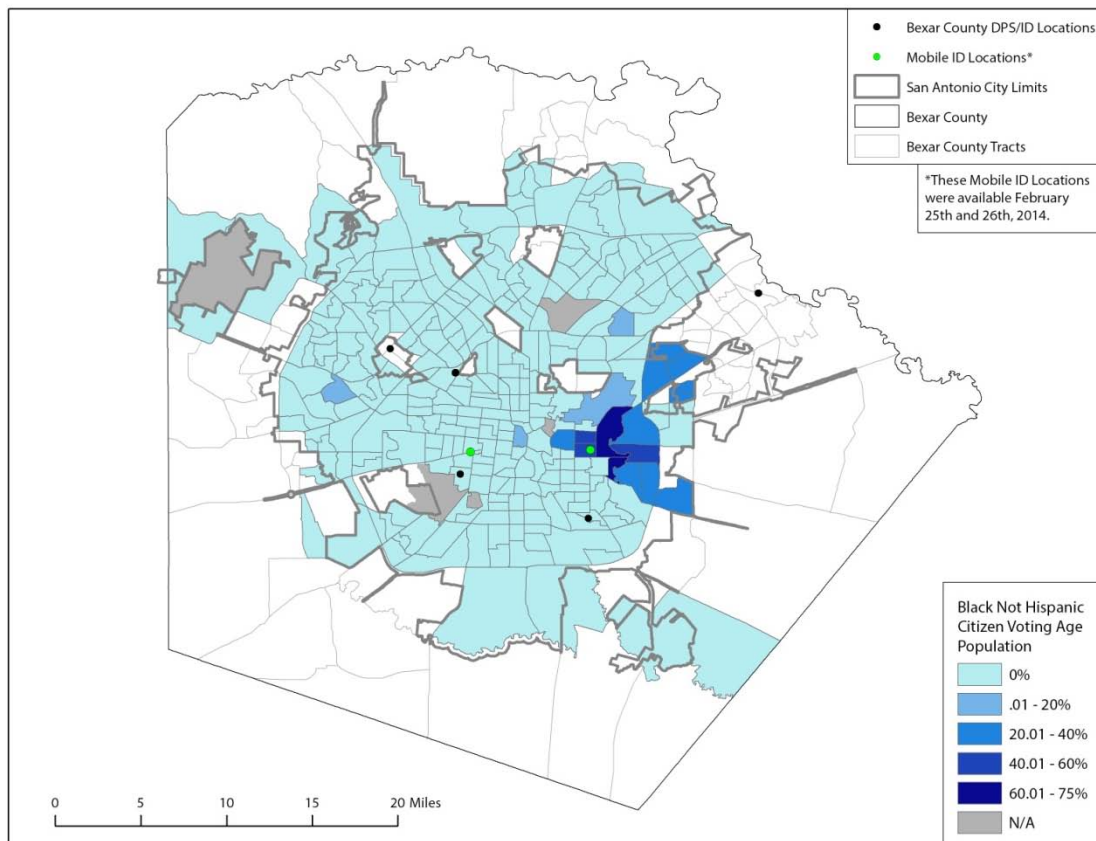 Bexar County DPS/ID Locations
Mobile ID Locations*
San Antonio City Limits
Bexar County
Bexar County Tracts
*These Mobile ID Locations
were available February
25th and 26th, 2014.
Black Not Hispanic
Citizen Voting Age
Population
0%
.01 - 20%
20.01 - 40%
40.01 - 60%
60.01 - 75%
N/A
0 5 10 15 20 Miles